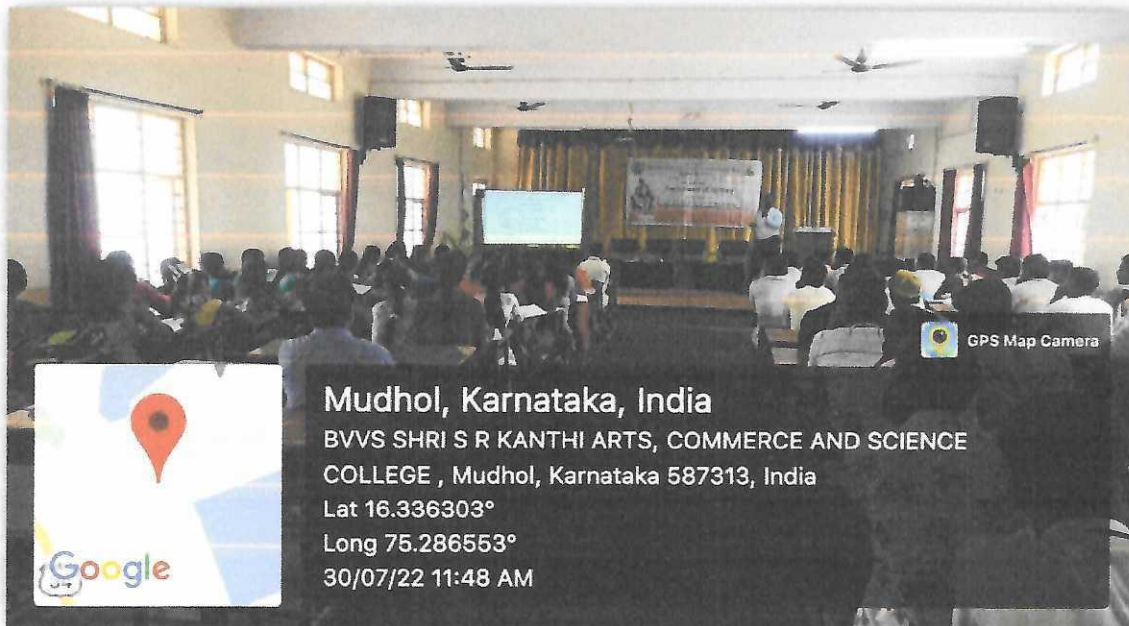 GPS Map Camera
Mudhol, Karnataka, India
BVVS SHRI S R KANTHI ARTS, COMMERCE AND SCIENCE
COLLEGE , Mudhol, Karnataka 587313, India
Lat 16.336303°
Long 75.286553°
30/07/22 11:48 AM
Google